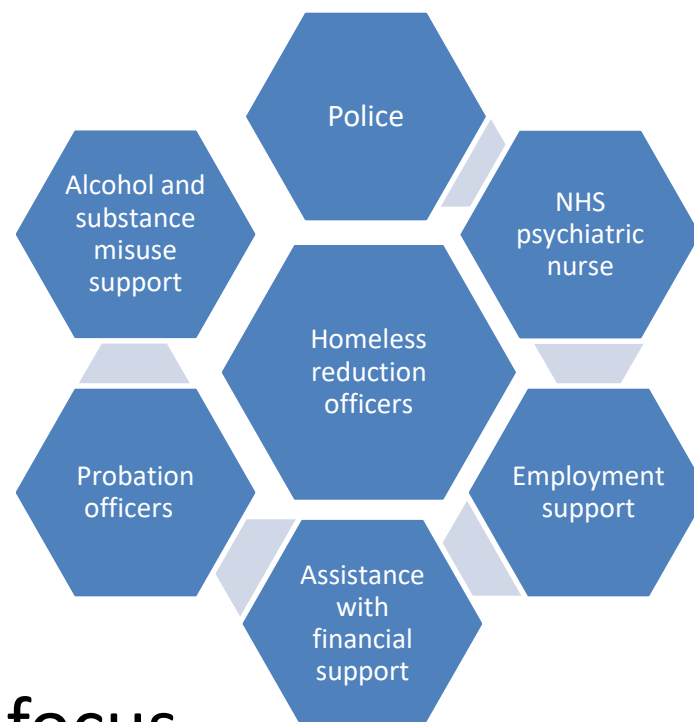 Police
Alcohol and
substance
misuse
support
NHS
psychiatric
nurse
Homeless
reduction
officers
Probation
officers
Employment
support
Assistance
with
financial
support
focus